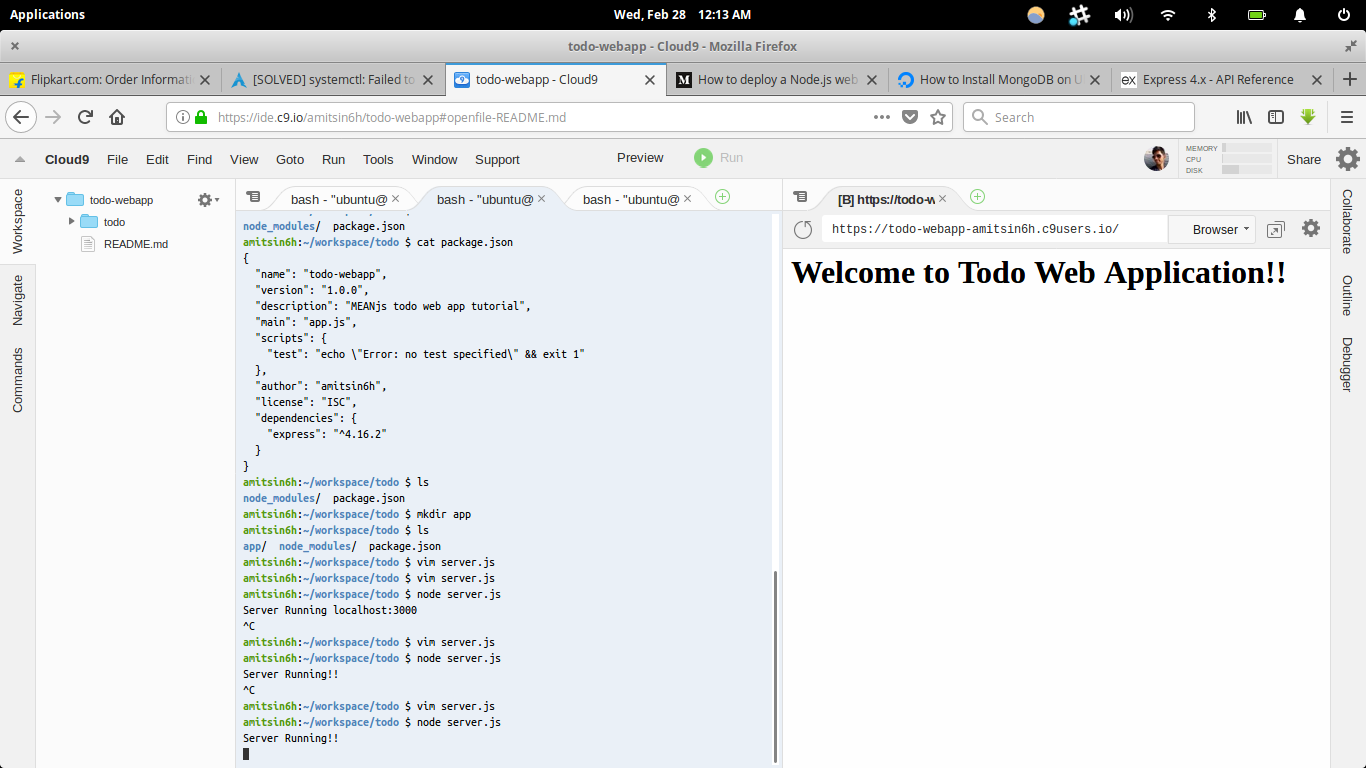 Applications
Wed, Feb 28 12:13 AM
todo-webapp - Cloud9 - Mozilla Firefox
Flipkart.com: Order Informati
[SOLVED] systemctl: Failed to
todo-webapp - Cloud9
How to deploy a Node.js web
How to Install MongoDB on U
Express 4.x - API Reference
https://ide.c9.io/amitsin6h/todo-webapp#openfile-README.md
Search
Cloud9 File Edit Find View Goto Run Tools Window Support
Preview
Run
MEMORY
CPU
DISK
Share
Workspace
Navigate
Commands
todo-webapp
todo
README.md
bash - "ubuntu@
bash - "ubuntu@
bash - "ubuntu@
node_modules/ package.json
amitsin6h:~/workspace/todo $ cat package.json
{
"name": "todo-webapp",
"version": "1.0.0",
"description": "MEANjs todo web app tutorial",
"main": "app.js",
"scripts": {
"test": "echo \"Error: no test specified\" && exit 1"
},
"author": "amitsin6h",
"license": "ISC",
"dependencies": {
"express": "^4.16.2"
}
}
amitsin6h:~/workspace/todo $ ls
node_modules/ package.json
amitsin6h:~/workspace/todo $ mkdir app
amitsin6h:~/workspace/todo $ ls
app/ node_modules/ package.json
amitsin6h:~/workspace/todo $ vim server.js
amitsin6h:~/workspace/todo $ vim server.js
amitsin6h:~/workspace/todo $ node server.js
Server Running localhost:3000
^C
amitsin6h:~/workspace/todo $ vim server.js
amitsin6h:~/workspace/todo $ node server.js
Server Running!!
^C
amitsin6h:~/workspace/todo $ vim server.js
amitsin6h:~/workspace/todo $ node server.js
Server Running!!
[B] https://todo-w
https://todo-webapp-amitsin6h.c9users.io/
Browser
Welcome to Todo Web Application!!
Collaborate
Outline
Debugger